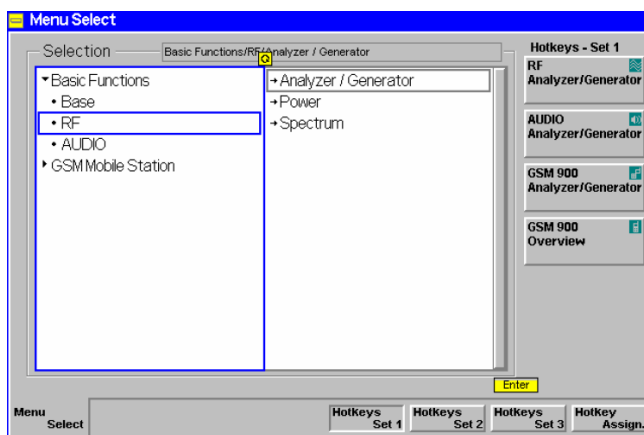 Menu Select
Selection
Basic Functions/RF/Analyzer / Generator
Q
Basic Functions
Base
RF
AUDIO
GSM Mobile Station
Analyzer / Generator
Power
Spectrum
Hotkeys - Set 1
RF
Analyzer/Generator
AUDIO
Analyzer/Generator
GSM 900
Analyzer/Generator
GSM 900
Overview
Enter
Menu
Select
Hotkeys
Set 1
Hotkeys
Set 2
Hotkeys
Set 3
Hotkey
Assign.